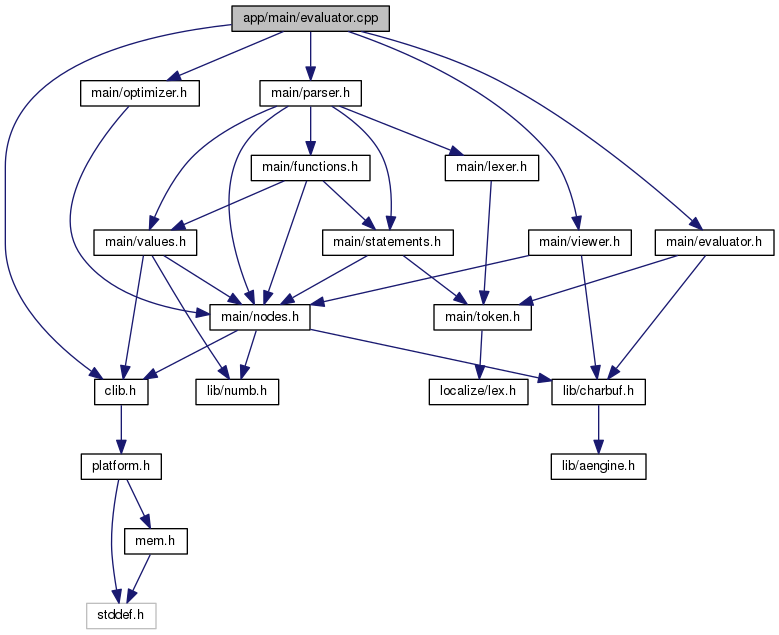 app/main/evaluator.cpp
main/optimizer.h
main/parser.h
main/functions.h
main/lexer.h
main/values.h
main/statements.h
main/viewer.h
main/evaluator.h
main/nodes.h
main/token.h
clib.h
lib/numb.h
localize/lex.h
lib/charbuf.h
platform.h
lib/aengine.h
mem.h
stddef.h